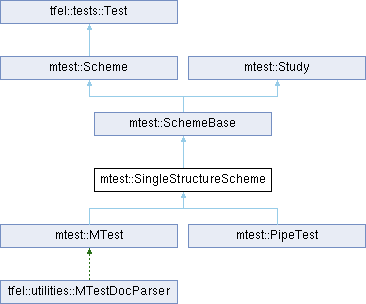 tfel::tests::Test
mtest::Scheme
mtest::Study
mtest::SchemeBase
mtest::SingleStructureScheme
mtest::MTest
mtest::PipeTest
tfel::utilities::MTestDocParser